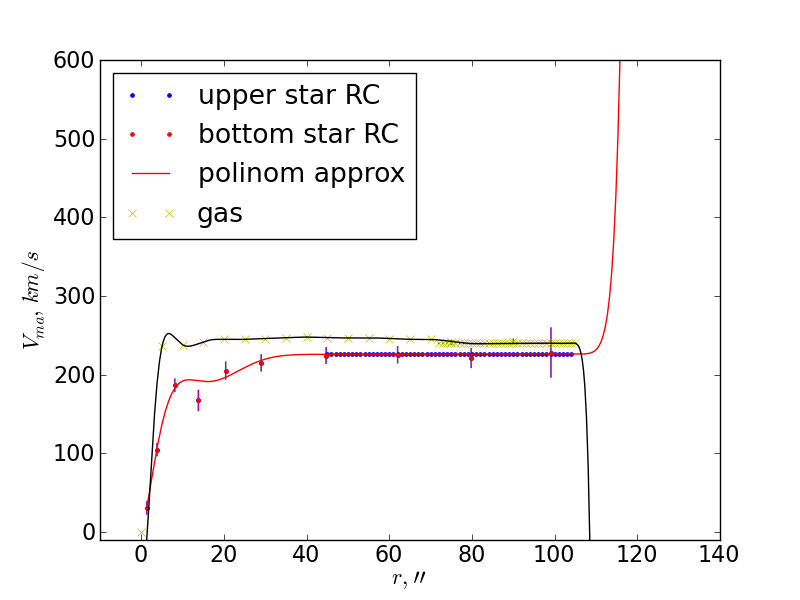 600
500
400
300
200
100
0
V_ma, km/s
upper star RC
bottom star RC
polinom approx
gas
0 20 40 60 80 100 120 140
r, ″